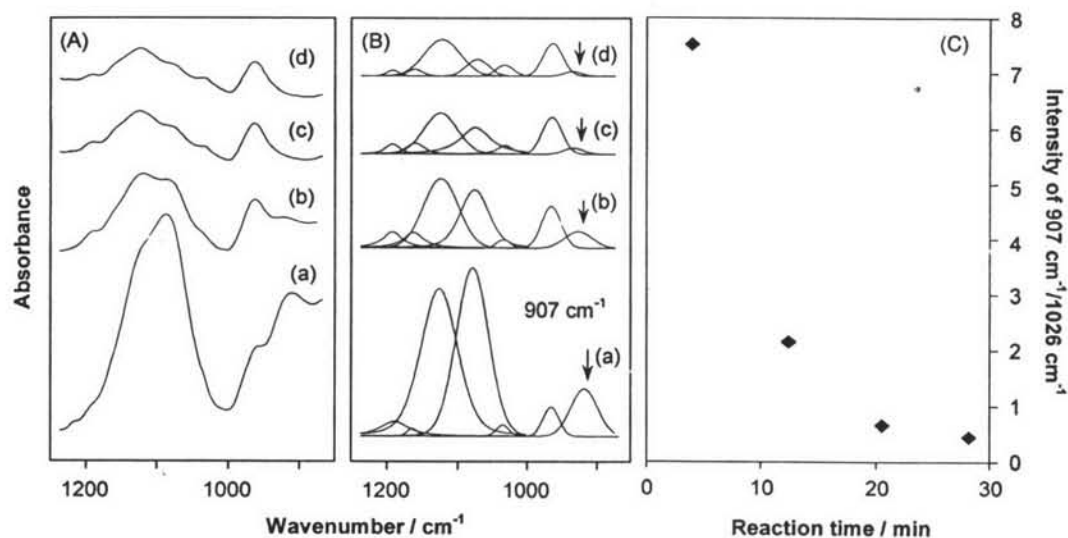 (A)
(d)
(c)
(b)
(a)
Absorbance
1200
1000
(B)
(d)
(c)
(b)
907 cm⁻¹
(a)
1200
1000
Wavenumber / cm⁻¹
(C)
8
7
6
5
4
3
2
1
0
Intensity of 907 cm⁻¹/1026 cm⁻¹
0
10
20
30
Reaction time / min